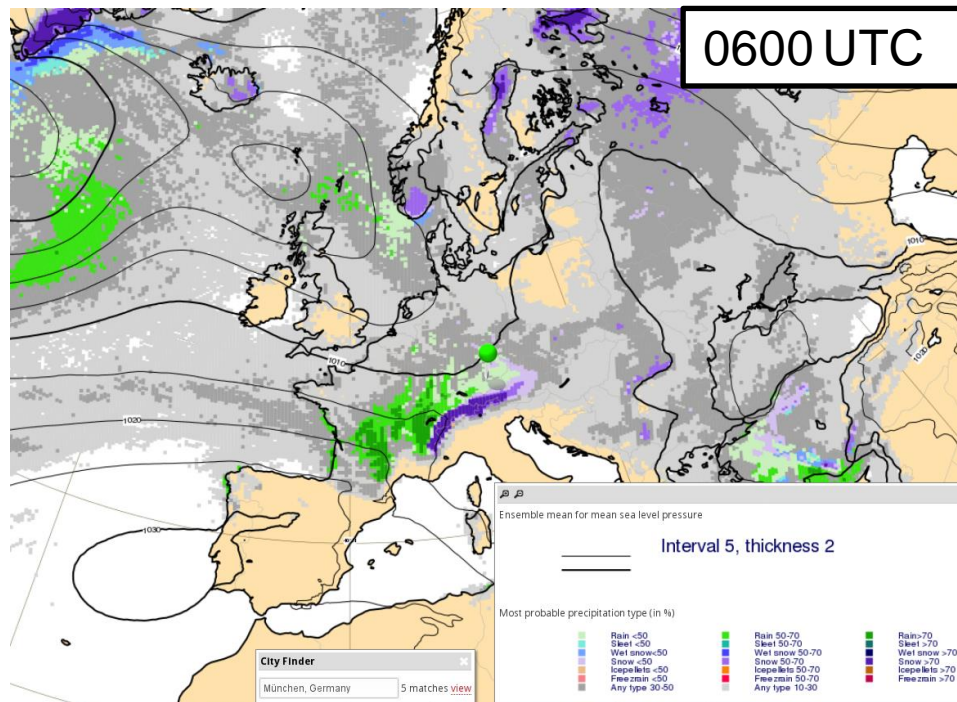 0600 UTC
1010
1010
1020
1020
1030
Ensemble mean for mean sea level pressure
Interval 5, thickness 2
Most probable precipitation type (in %)
Rain <50 Rain 50-70 Rain>70
Sleet <50 Sleet 50-70 Sleet >70
Wet snow<50 Wet snow 50-70 Wet snow >70
Snow <50 Snow 50-70 Snow >70
Icepellets <50 Icepellets 50-70 Icepellets >70
Freezrain <50 Freezrain 50-70 Freezrain >70
Any type 30-50 Any type 10-30
City Finder
München, Germany 5 matches view